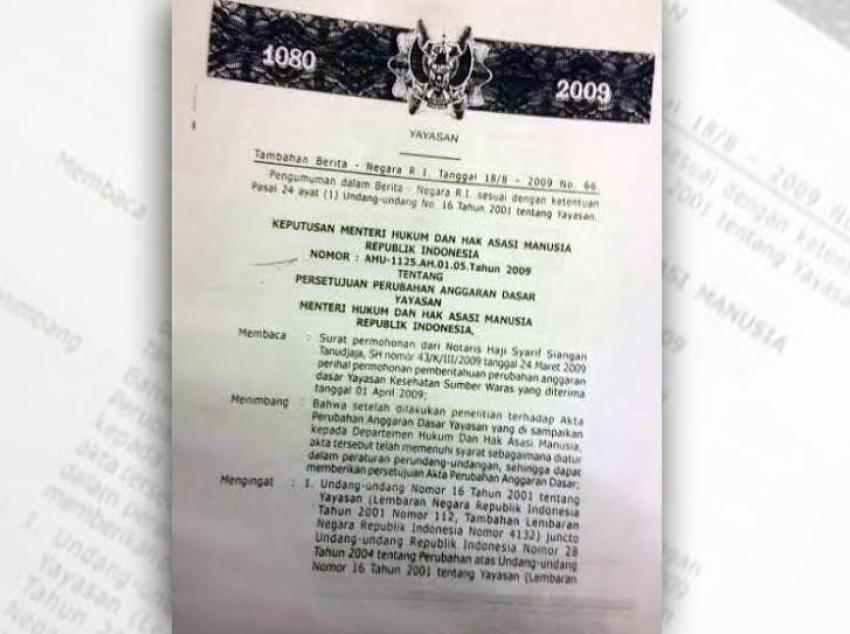 1080
2009
YAYASAN
Tambahan Berita - Negara R.I. Tanggal 18/8 - 2009 No. 66.
Pengumuman dalam Berita - Negara R.I. sesuai dengan ketentuan
Pasal 24 ayat (1) Undang-undang No. 16 Tahun 2001 tentang Yayasan.
KEPUTUSAN MENTERI HUKUM DAN HAK ASASI MANUSIA
REPUBLIK INDONESIA
NOMOR : AHU-1125.AH.01.05.Tahun 2009
TENTANG
PERSETUJUAN PERUBAHAN ANGGARAN DASAR
YAYASAN
MENTERI HUKUM DAN HAK ASASI MANUSIA
REPUBLIK INDONESIA,
Membaca : Surat permohonan dari Notaris Haji Syarif Siangan
Tanudjaja, SH nomor 43/K/III/2009 tanggal 24 Maret 2009
perihal permohonan pemberitahuan perubahan anggaran
dasar Yayasan Kesehatan Sumber Waras yang diterima
tanggal 01 April 2009;
Menimbang : Bahwa setelah dilakukan penelitian terhadap Akta
Perubahan Anggaran Dasar Yayasan yang di sampaikan
kepada Departemen Hukum Dan Hak Asasi Manusia,
akta tersebut telah memenuhi syarat sebagaimana diatur
dalam peraturan perundang-undangan, sehingga dapat
memberikan persetujuan Akta Perubahan Anggaran Dasar;
Mengingat : 1. Undang-undang Nomor 16 Tahun 2001 tentang
Yayasan (Lembaran Negara Republik Indonesia
Tahun 2001 Nomor 112, Tambahan Lembaran
Negara Republik Indonesia Nomor 4132) juncto
Undang-undang Republik Indonesia Nomor 28
Tahun 2004 tentang Perubahan atas Undang-undang
Nomor 16 Tahun 2001 tentang Yayasan (Lembaran